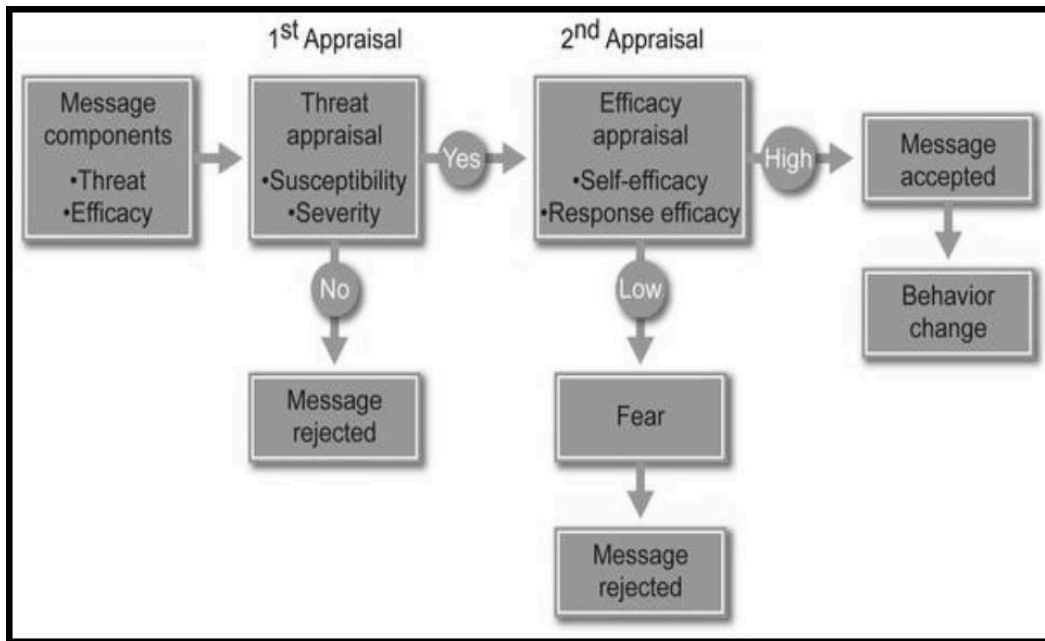 1st Appraisal
2nd Appraisal
Message
components
•Threat
•Efficacy
Threat
appraisal
•Susceptibility
•Severity
Yes
Efficacy
appraisal
•Self-efficacy
•Response efficacy
High
Message
accepted
No
Low
Behavior
change
Message
rejected
Fear
Message
rejected